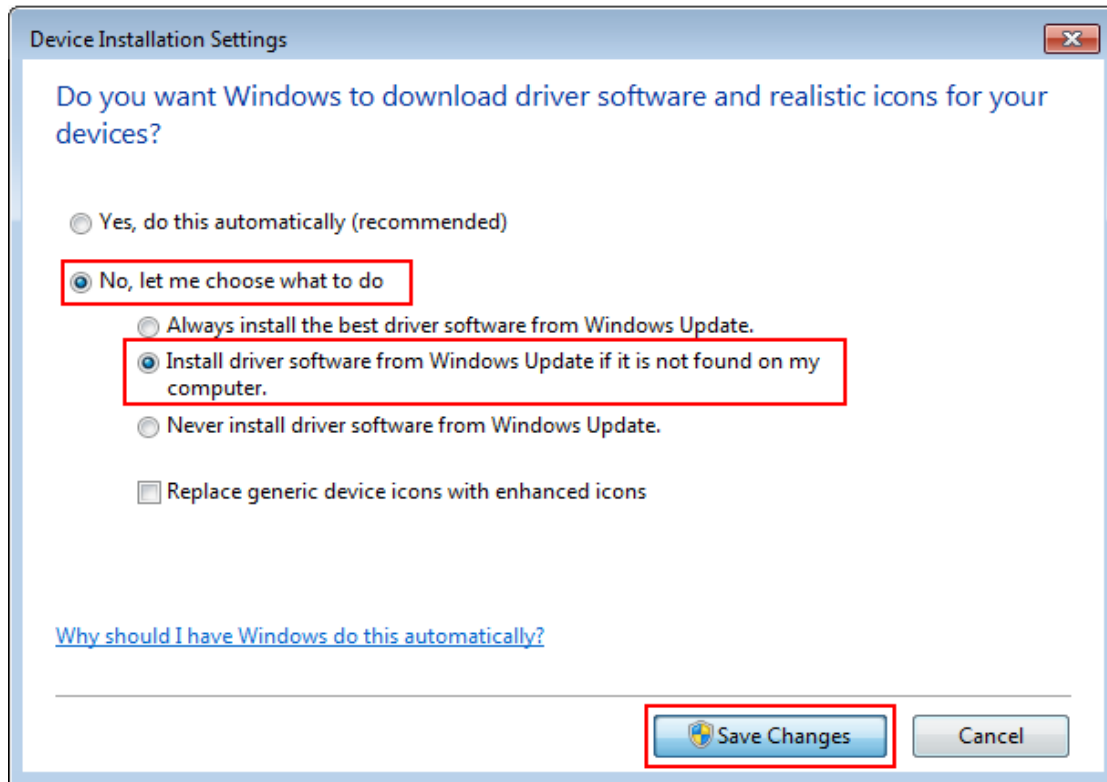 Device Installation Settings
Do you want Windows to download driver software and realistic icons for your
devices?
Yes, do this automatically (recommended)
No, let me choose what to do
Always install the best driver software from Windows Update.
Install driver software from Windows Update if it is not found on my
computer.
Never install driver software from Windows Update.
Replace generic device icons with enhanced icons
Why should I have Windows do this automatically?
Save Changes
Cancel